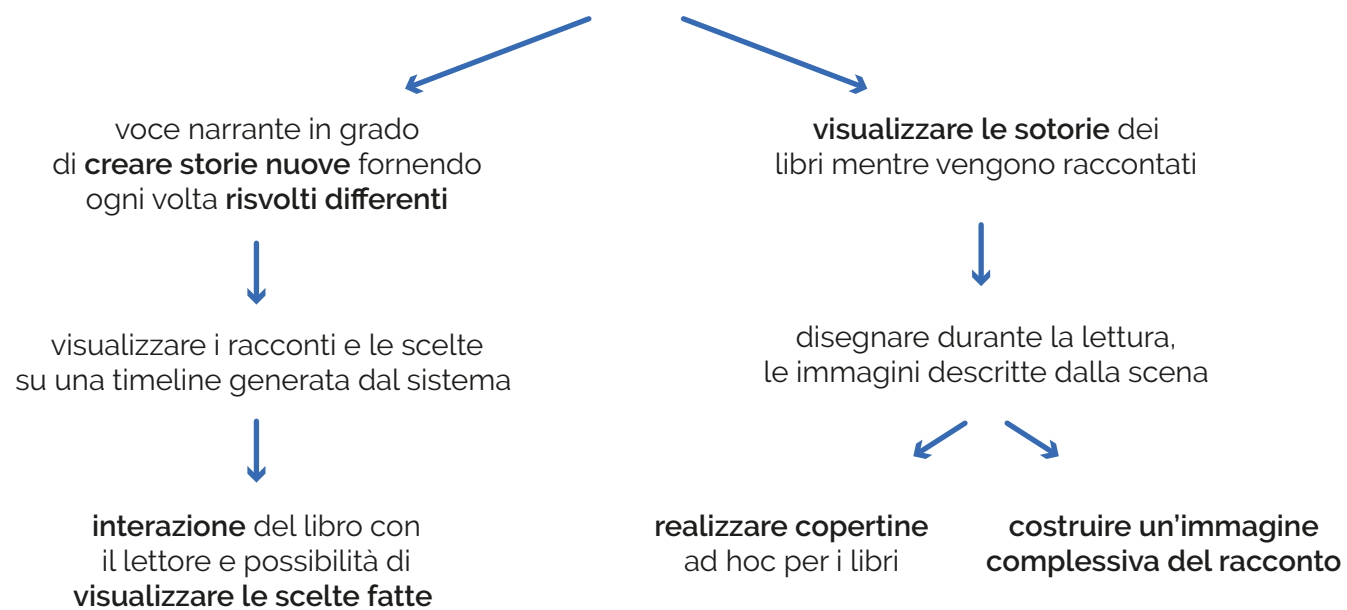 voce narrante in grado
di creare storie nuove fornendo
ogni volta risvolti differenti
visualizzare i racconti e le scelte
su una timeline generata dal sistema
interazione del libro con
il lettore e possibilità di
visualizzare le scelte fatte
visualizzare le sotorie dei
libri mentre vengono raccontati
disegnare durante la lettura,
le immagini descritte dalla scena
realizzare copertine
ad hoc per i libri
costruire un'immagine
complessiva del racconto